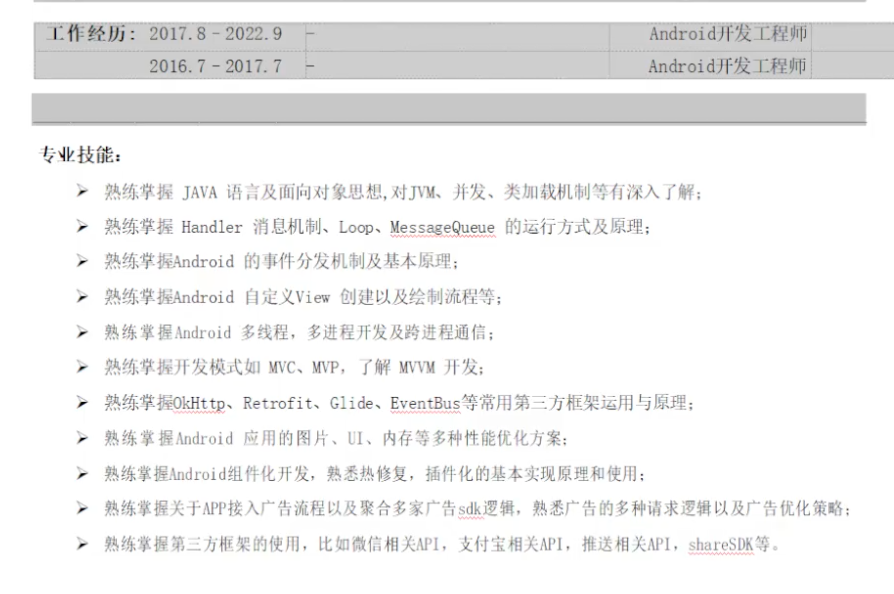 工作经历: 2017.8-2022.9 - Android开发工程师
2016.7-2017.7 - Android开发工程师
专业技能:
➢ 熟练掌握 JAVA 语言及面向对象思想,对JVM、并发、类加载机制等有深入了解;
➢ 熟练掌握 Handler 消息机制、Loop、MessageQueue 的运行方式及原理;
➢ 熟练掌握Android 的事件分发机制及基本原理;
➢ 熟练掌握Android 自定义View 创建以及绘制流程等;
➢ 熟练掌握Android 多线程，多进程开发及跨进程通信;
➢ 熟练掌握开发模式如 MVC、MVP，了解 MVVM 开发;
➢ 熟练掌握OkHttp、Retrofit、Glide、EventBus等常用第三方框架运用与原理;
➢ 熟练掌握Android 应用的图片、UI、内存等多种性能优化方案;
➢ 熟练掌握Android组件化开发，熟悉热修复，插件化的基本实现原理和使用;
➢ 熟练掌握关于APP接入广告流程以及聚合多家广告sdk逻辑，熟悉广告的多种请求逻辑以及广告优化策略;
➢ 熟练掌握第三方框架的使用，比如微信相关API，支付宝相关API，推送相关API，shareSDK等。